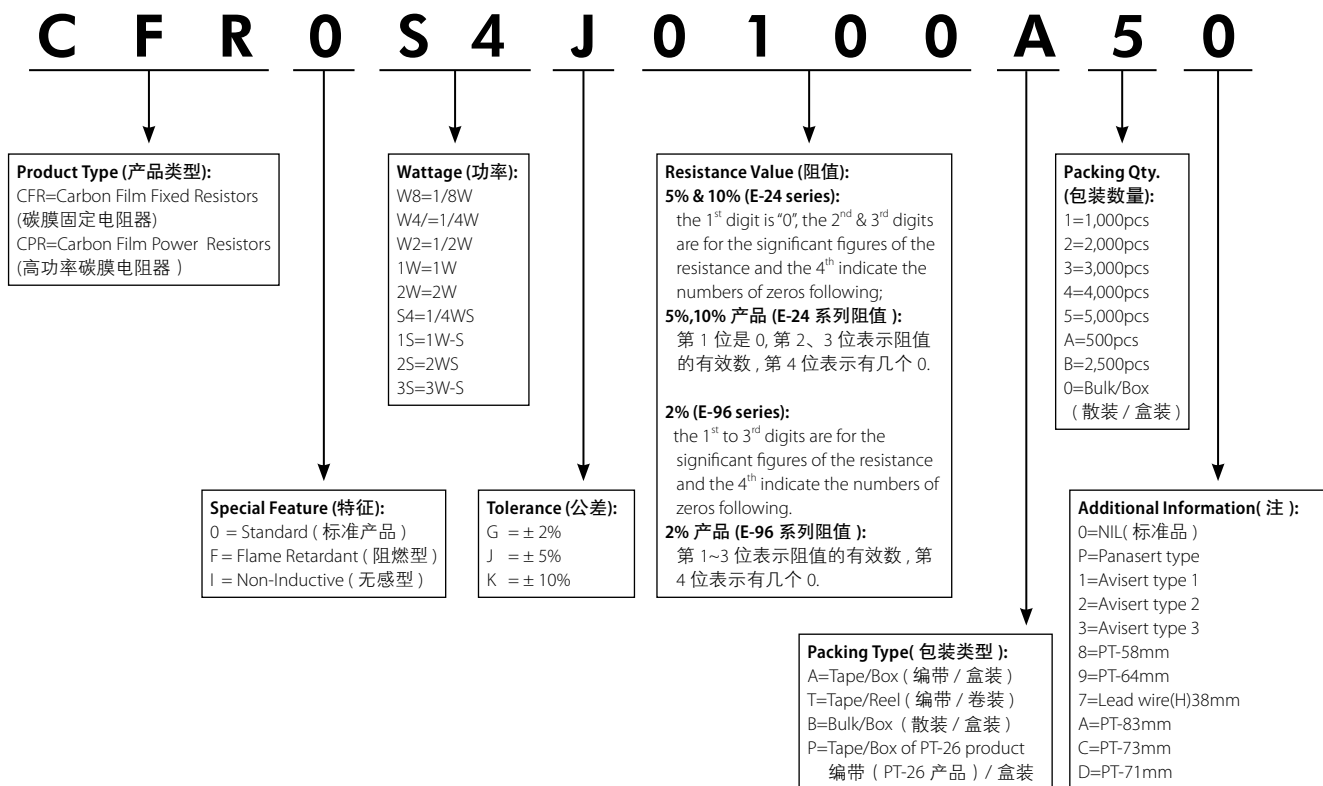 C F R 0 S 4 J 0 1 0 0 A 5 0
Product Type (产品类型):
CFR=Carbon Film Fixed Resistors
(碳膜固定电阻器)
CPR=Carbon Film Power Resistors
(高功率碳膜电阻器 )
Wattage (功率):
W8=1/8W
W4/=1/4W
W2=1/2W
1W=1W
2W=2W
S4=1/4WS
1S=1W-S
2S=2WS
3S=3W-S
Resistance Value (阻值):
5% & 10% (E-24 series):
the 1st digit is "0", the 2nd & 3rd digits
are for the significant figures of the
resistance and the 4th indicate the
numbers of zeros following;
5%,10% 产品 (E-24 系列阻值 ):
第 1 位是 0, 第 2、3 位表示阻值
的有效数 , 第 4 位表示有几个 0.
2% (E-96 series):
the 1st to 3rd digits are for the
significant figures of the resistance
and the 4th indicate the numbers of
zeros following.
2% 产品 (E-96 系列阻值 ):
第 1~3 位表示阻值的有效数 , 第
4 位表示有几个 0.
Packing Qty.
(包装数量):
1=1,000pcs
2=2,000pcs
3=3,000pcs
4=4,000pcs
5=5,000pcs
A=500pcs
B=2,500pcs
0=Bulk/Box
( 散装 / 盒装 )
Special Feature (特征):
0 = Standard ( 标准产品 )
F = Flame Retardant ( 阻燃型 )
I = Non-Inductive ( 无感型 )
Tolerance (公差):
G = ± 2%
J = ± 5%
K = ± 10%
Packing Type( 包装类型 ):
A=Tape/Box ( 编带 / 盒装 )
T=Tape/Reel ( 编带 / 卷装 )
B=Bulk/Box ( 散装 / 盒装 )
P=Tape/Box of PT-26 product
编带 ( PT-26 产品 ) / 盒装
Additional Information( 注 ):
0=NIL( 标准品 )
P=Panasert type
1=Avisert type 1
2=Avisert type 2
3=Avisert type 3
8=PT-58mm
9=PT-64mm
7=Lead wire(H)38mm
A=PT-83mm
C=PT-73mm
D=PT-71mm